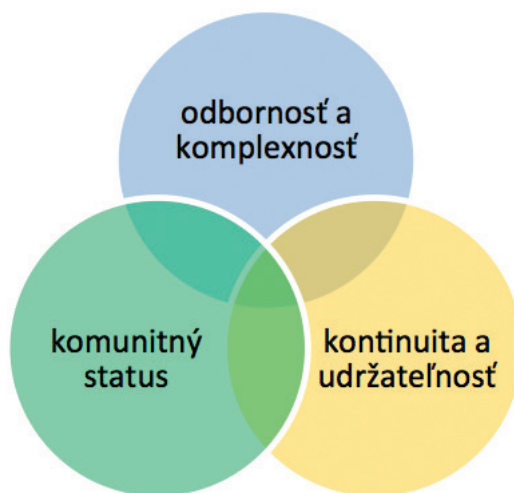 odbornosť a
komplexnosť
komunitný
status
kontinuita a
udržateľnosť